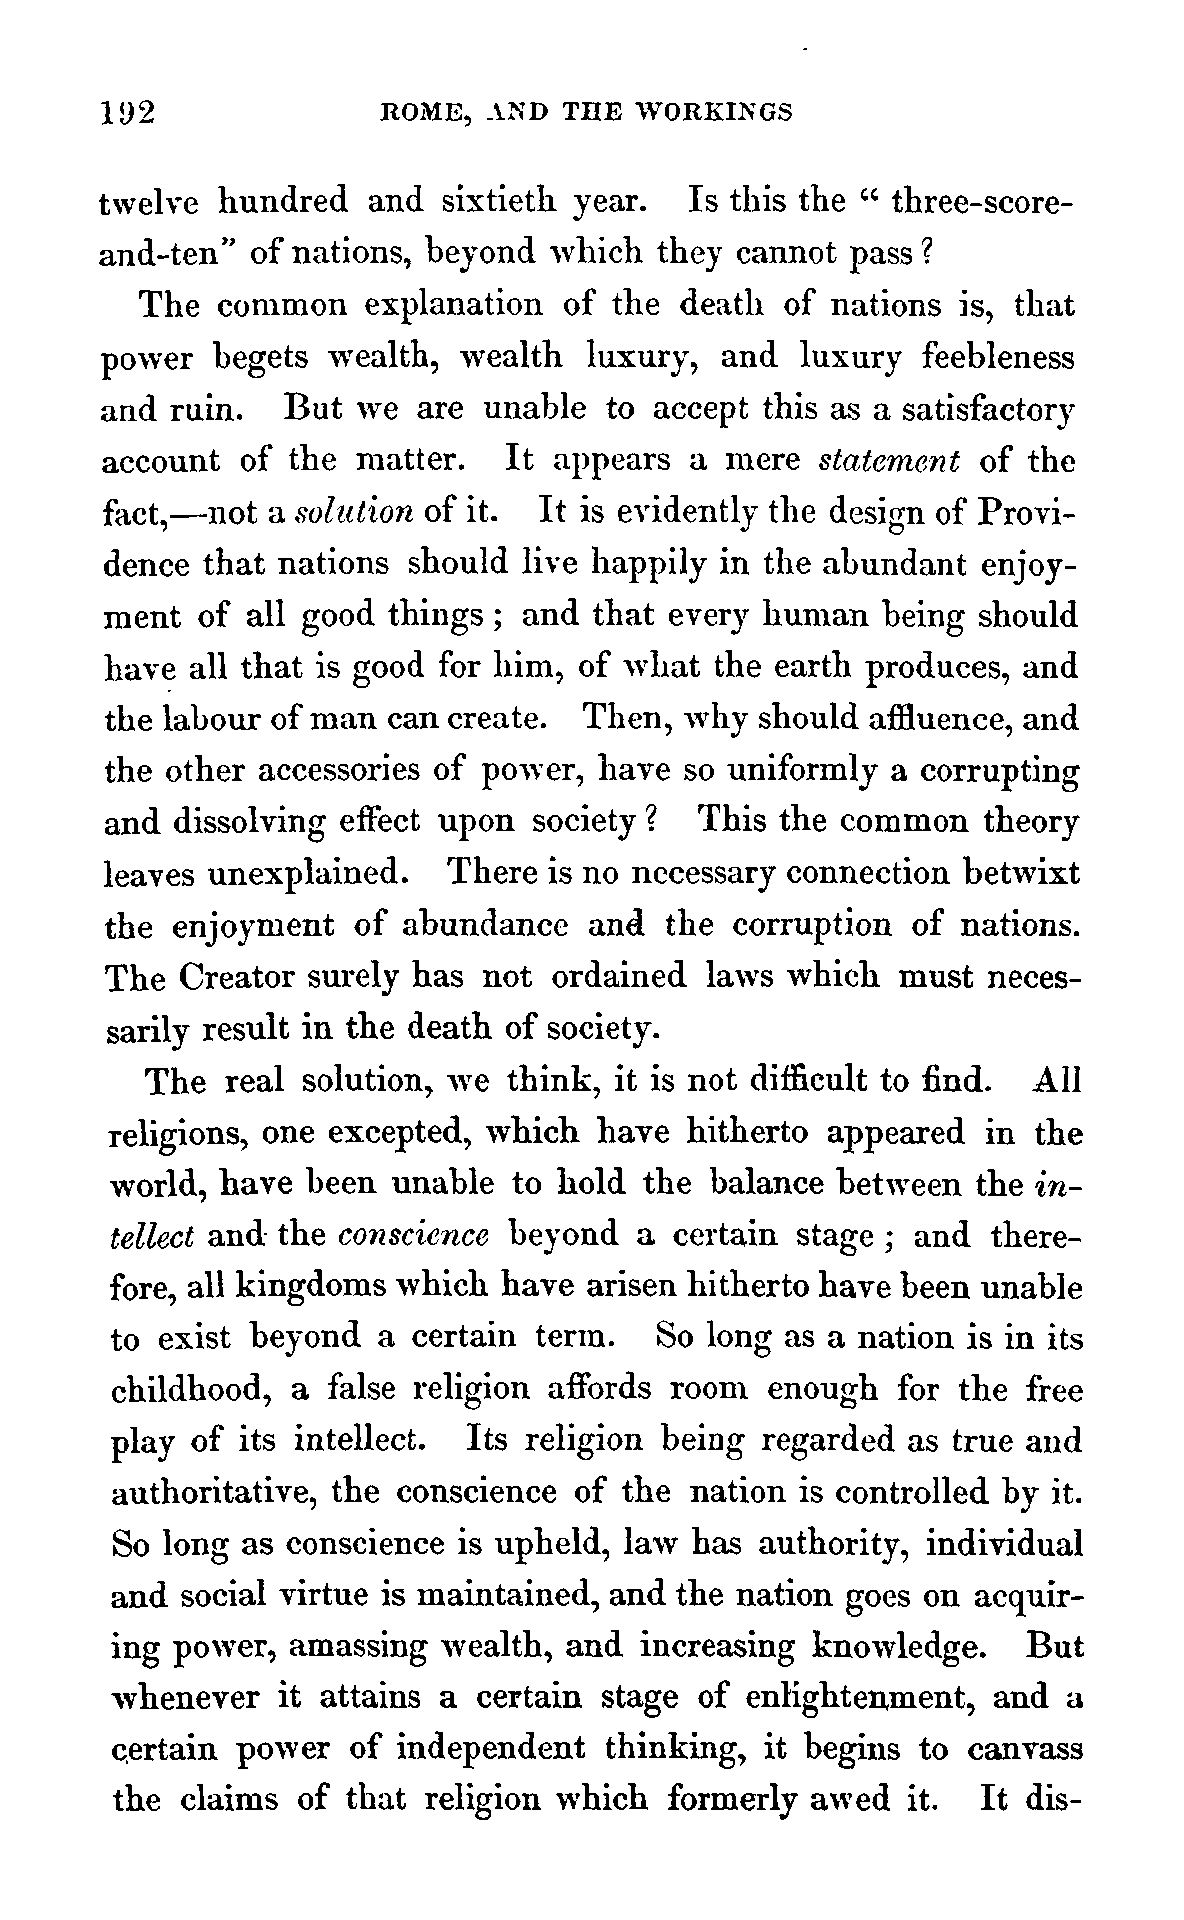 192 ROME, AND THE WORKINGS
twelve hundred and sixtieth year. Is this the “ three-score-
and-ten” of nations, beyond which they cannot pass ?
The common explanation of the death of nations is, that
power begets wealth, wealth luxury, and luxury feebleness
and ruin. But we are unable to accept this as a satisfactory
account of the matter. It appears a mere statement of the
fact,—not a solution of it. It is evidently the design of Provi-
dence that nations should live happily in the abundant enjoy-
ment of all good things ; and that every human being should
have all that is good for him, of what the earth produces, and
the labour of man can create. Then, why should affluence, and
the other accessories of power, have so uniformly a corrupting
and dissolving effect upon society ? This the common theory
leaves unexplained. There is no necessary connection betwixt
the enjoyment of abundance and the corruption of nations.
The Creator surely has not ordained laws which must neces-
sarily result in the death of society.
The real solution, we think, it is not difficult to find. All
religions, one excepted, which have hitherto appeared in the
world, have been unable to hold the balance between the in-
tellect and the conscience beyond a certain stage ; and there-
fore, all kingdoms which have arisen hitherto have been unable
to exist beyond a certain term. So long as a nation is in its
childhood, a false religion affords room enough for the free
play of its intellect. Its religion being regarded as true and
authoritative, the conscience of the nation is controlled by it.
So long as conscience is upheld, law has authority, individual
and social virtue is maintained, and the nation goes on acquir-
ing power, amassing wealth, and increasing knowledge. But
whenever it attains a certain stage of enlightenment, and a
certain power of independent thinking, it begins to canvass
the claims of that religion which formerly awed it. It dis-